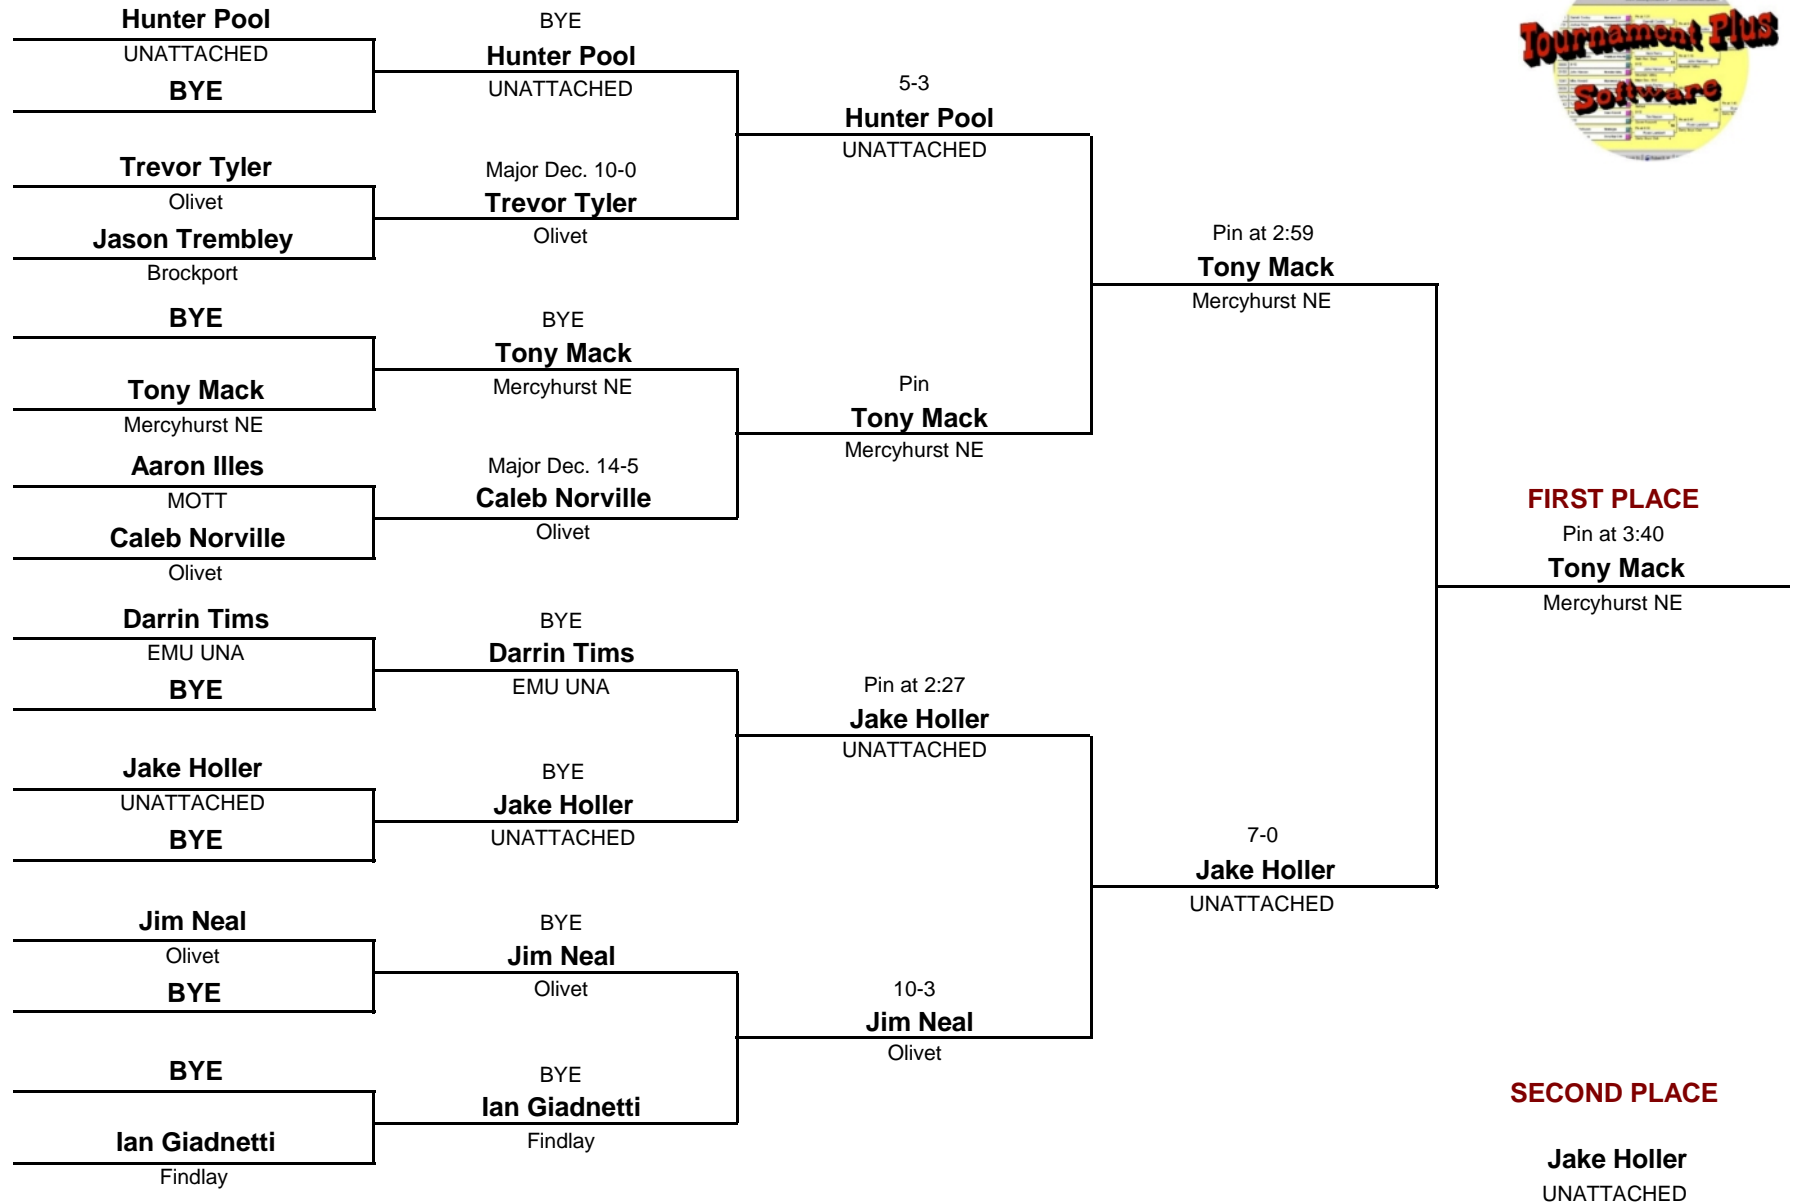 Hunter Pool
UNATTACHED
BYE
Trevor Tyler
Olivet
Jason Trembley
Brockport
BYE
Tony Mack
Mercyhurst NE
Aaron Illes
MOTT
Caleb Norville
Olivet
Darrin Tims
EMU UNA
BYE
Jake Holler
UNATTACHED
BYE
Jim Neal
Olivet
BYE
BYE
Ian Giadnetti
Findlay
BYE
Hunter Pool
UNATTACHED
Major Dec. 10-0
Trevor Tyler
Olivet
BYE
Tony Mack
Mercyhurst NE
Major Dec. 14-5
Caleb Norville
Olivet
BYE
Darrin Tims
EMU UNA
BYE
Jake Holler
UNATTACHED
BYE
Jim Neal
Olivet
BYE
Ian Giadnetti
Findlay
5-3
Hunter Pool
UNATTACHED
Pin
Tony Mack
Mercyhurst NE
Pin at 2:27
Jake Holler
UNATTACHED
10-3
Jim Neal
Olivet
Pin at 2:59
Tony Mack
Mercyhurst NE
7-0
Jake Holler
UNATTACHED
Tournament Plus
Software
FIRST PLACE
Pin at 3:40
Tony Mack
Mercyhurst NE
SECOND PLACE
Jake Holler
UNATTACHED